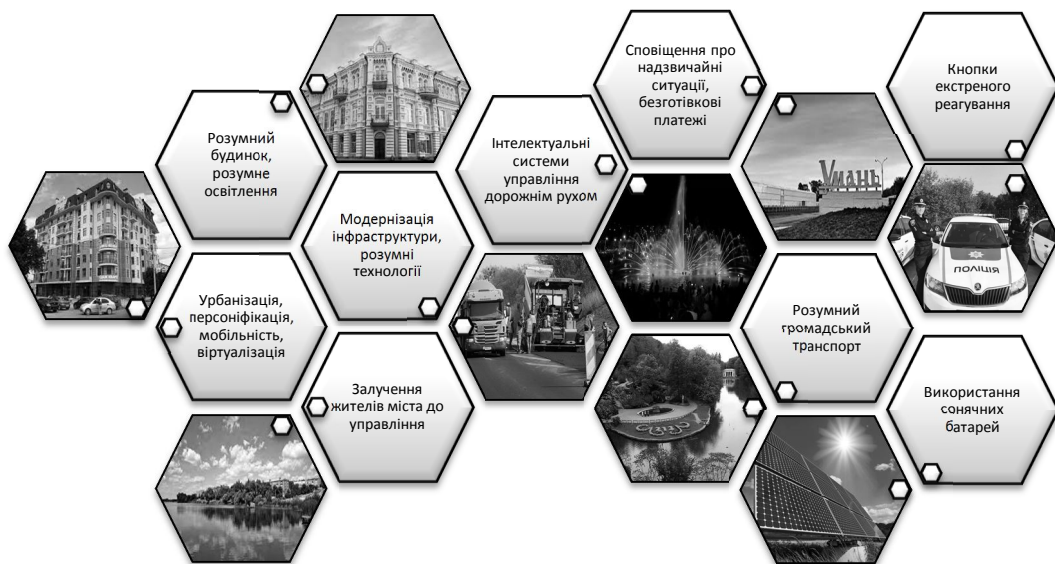 Розумний
будинок,
розумне
освітлення
Урбанізація,
персоніфікація,
мобільність,
віртуалізація
Модернізація
інфраструктури,
розумні
технології
Залучення
жителів міста до
управління
Інтелектуальні
системи
управління
дорожнім рухом
Сповіщення про
надзвичайні
ситуації,
безготівкові
платежі
Умань
Розумний
громадський
транспорт
Кнопки
екстреного
реагування
ПОЛІЦІЯ
Використання
сонячних
батарей